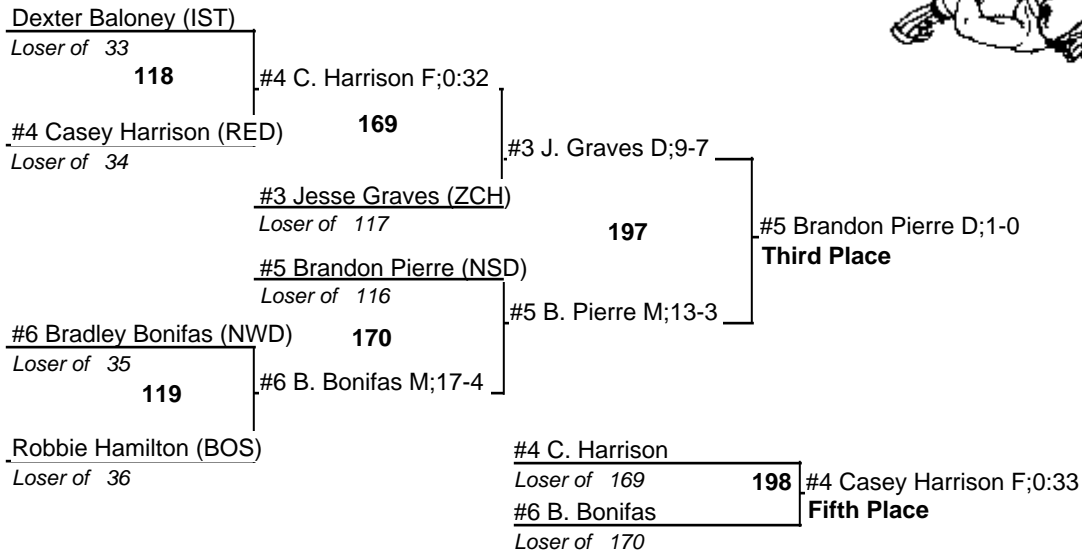 Dexter Baloney (IST)
Loser of 33
118
#4 C. Harrison F;0:32
#4 Casey Harrison (RED)
Loser of 34
169
#3 J. Graves D;9-7
#3 Jesse Graves (ZCH)
Loser of 117
197
#5 Brandon Pierre D;1-0
Third Place
#5 Brandon Pierre (NSD)
Loser of 116
#5 B. Pierre M;13-3
#6 Bradley Bonifas (NWD)
Loser of 35
170
119
#6 B. Bonifas M;17-4
Robbie Hamilton (BOS)
Loser of 36
#4 C. Harrison
Loser of 169
198
#4 Casey Harrison F;0:33
Fifth Place
#6 B. Bonifas
Loser of 170